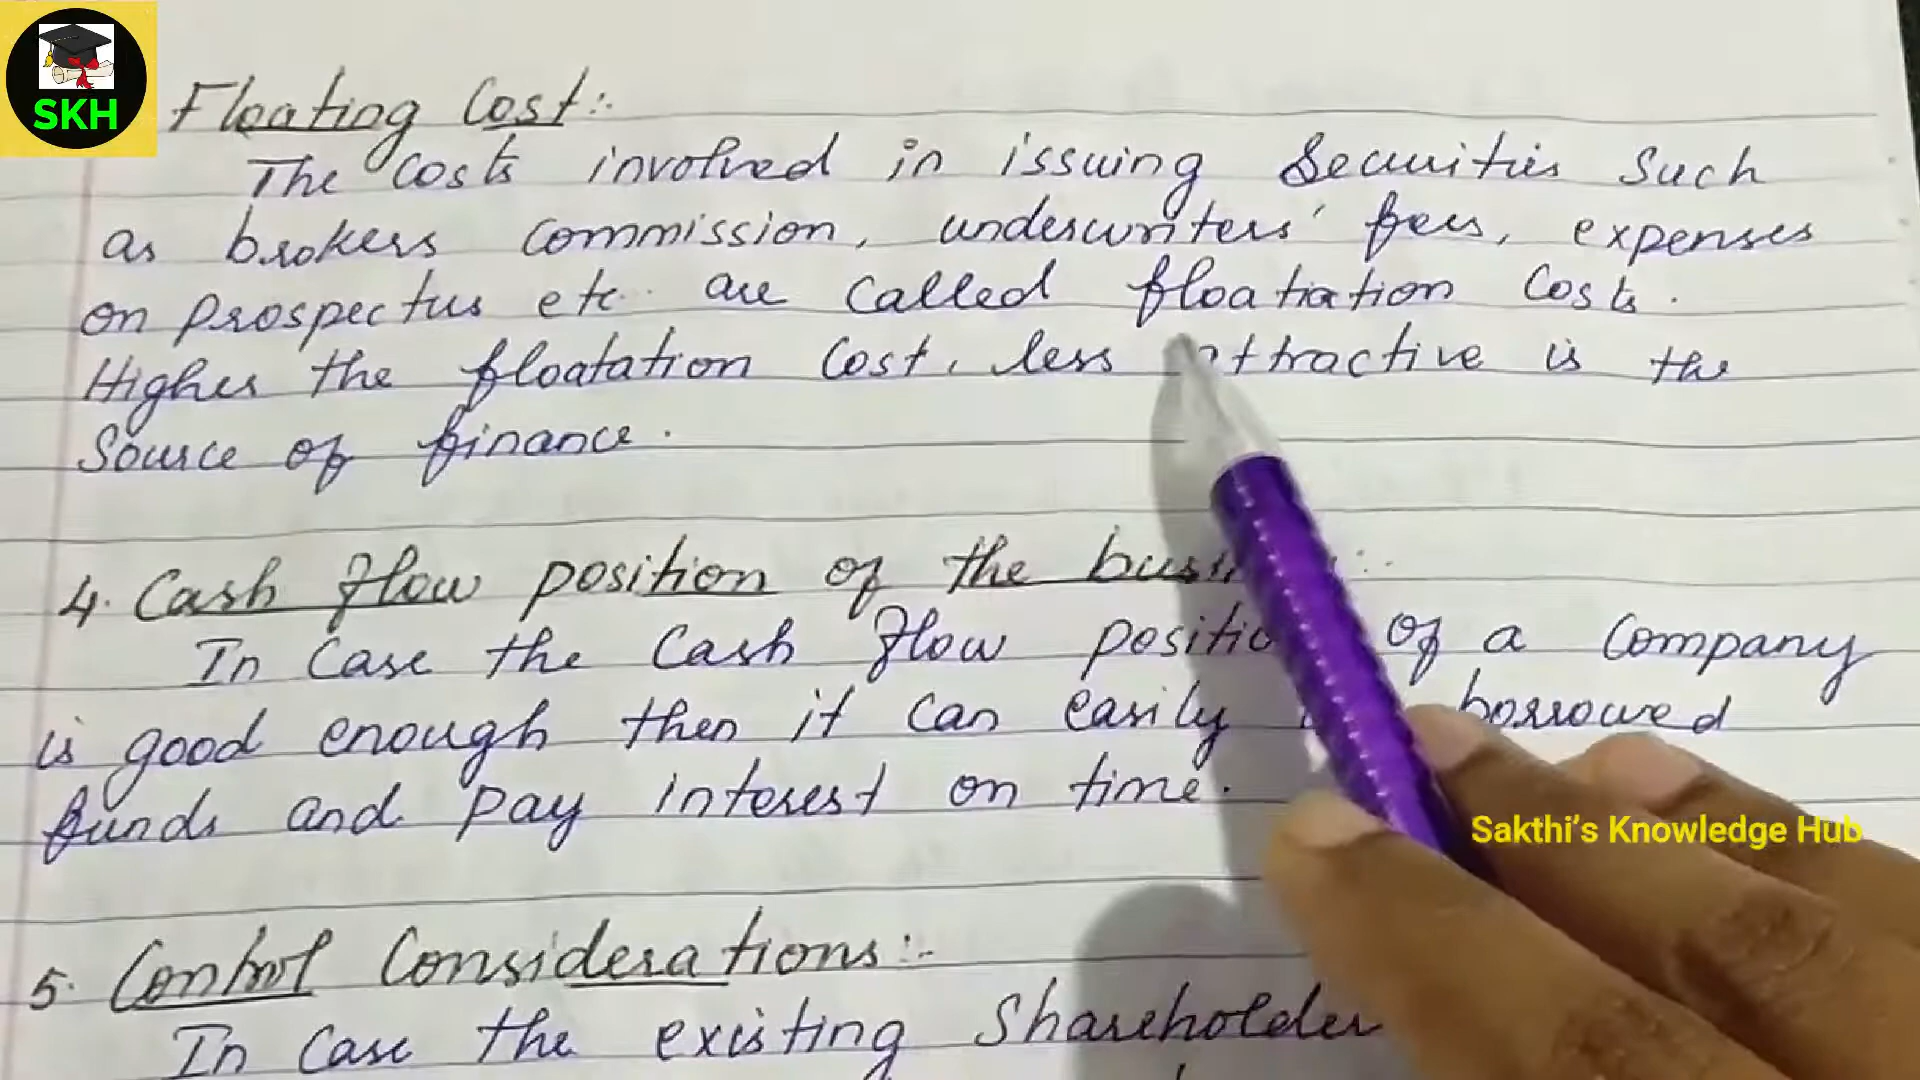 SKH
Floating Cost:-
The Costs involved in issuing Securities Such
as brokers commission, underwriters' fees, expenses
on prospectus etc. are called floatiation Costs.
Higher the floatation Cost, less attractive is the
Source of finance.
4. Cash flow position of the
In Case the Cash flow position of a Company
is good enough then it can easily borrowed
funds and pay interest on time.
Sakthi's Knowledge Hub
5. Control Considerations:-
In Case the existing Shareholder